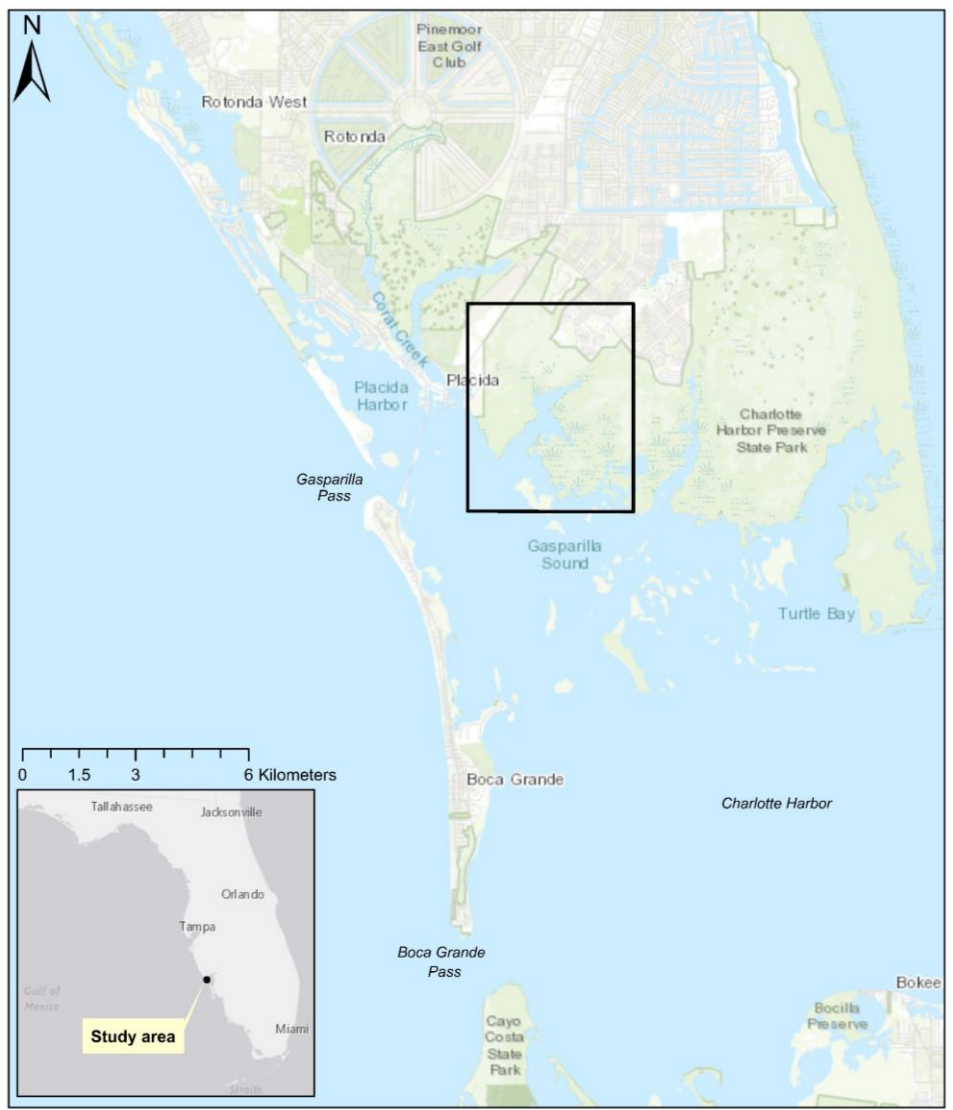 N
Pinemoor
East Golf
Club
Rotonda West
Rotonda
Coral Creek
Placida
Placida
Harbor
Charlotte
Harbor Preserve
State Park
Gasparilla
Pass
Gasparilla
Sound
Turtle Bay
0 1.5 3 6 Kilometers
Boca Grande
Charlotte Harbor
Tallahassee
Jacksonville
Orlando
Tampa
Gulf of
Mexico
Study area
Miami
Straits
Boca Grande
Pass
Cayo
Costa
State
Park
Bokee
Bocilla
Preserve